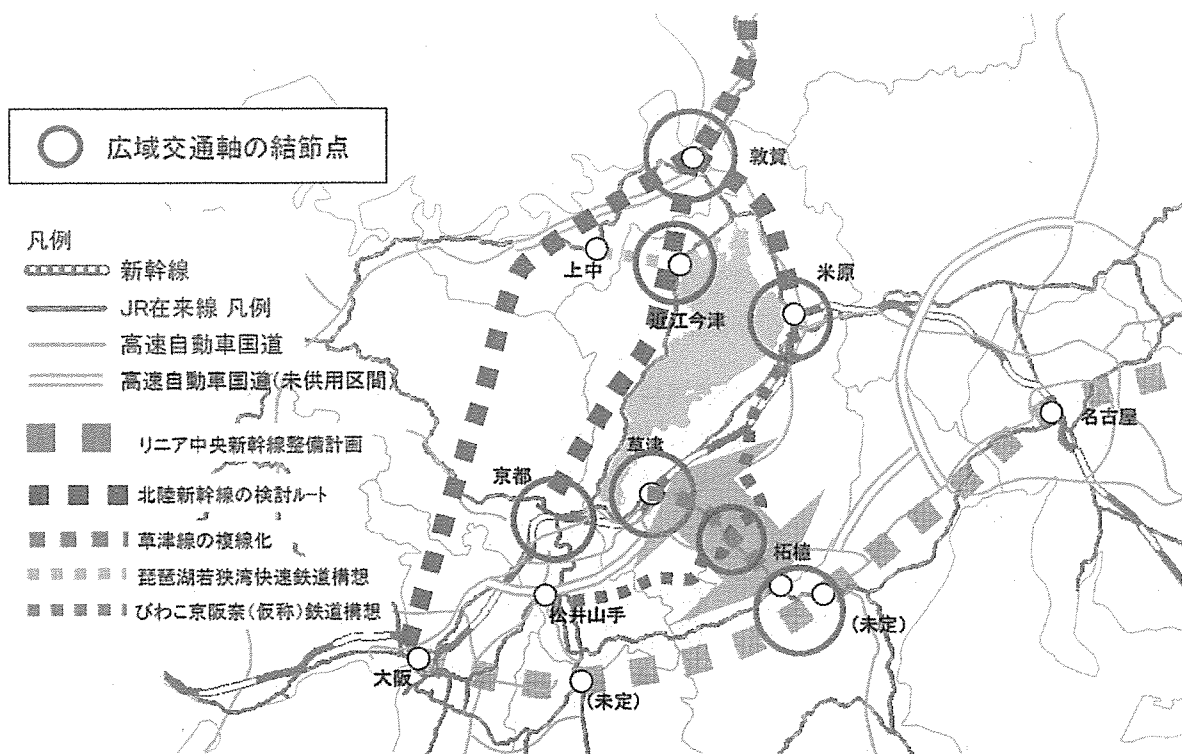 広域交通軸の結節点
凡例
新幹線
JR在来線 凡例
高速自動車国道
高速自動車国道(未供用区間)
リニア中央新幹線整備計画
北陸新幹線の検討ルート
草津線の複線化
琵琶湖若狭湾快速鉄道構想
びわこ京阪奈(仮称)鉄道構想
敦賀
上中
近江今津
米原
名古屋
草津
京都
柘植
(未定)
松井山手
大阪
(未定)